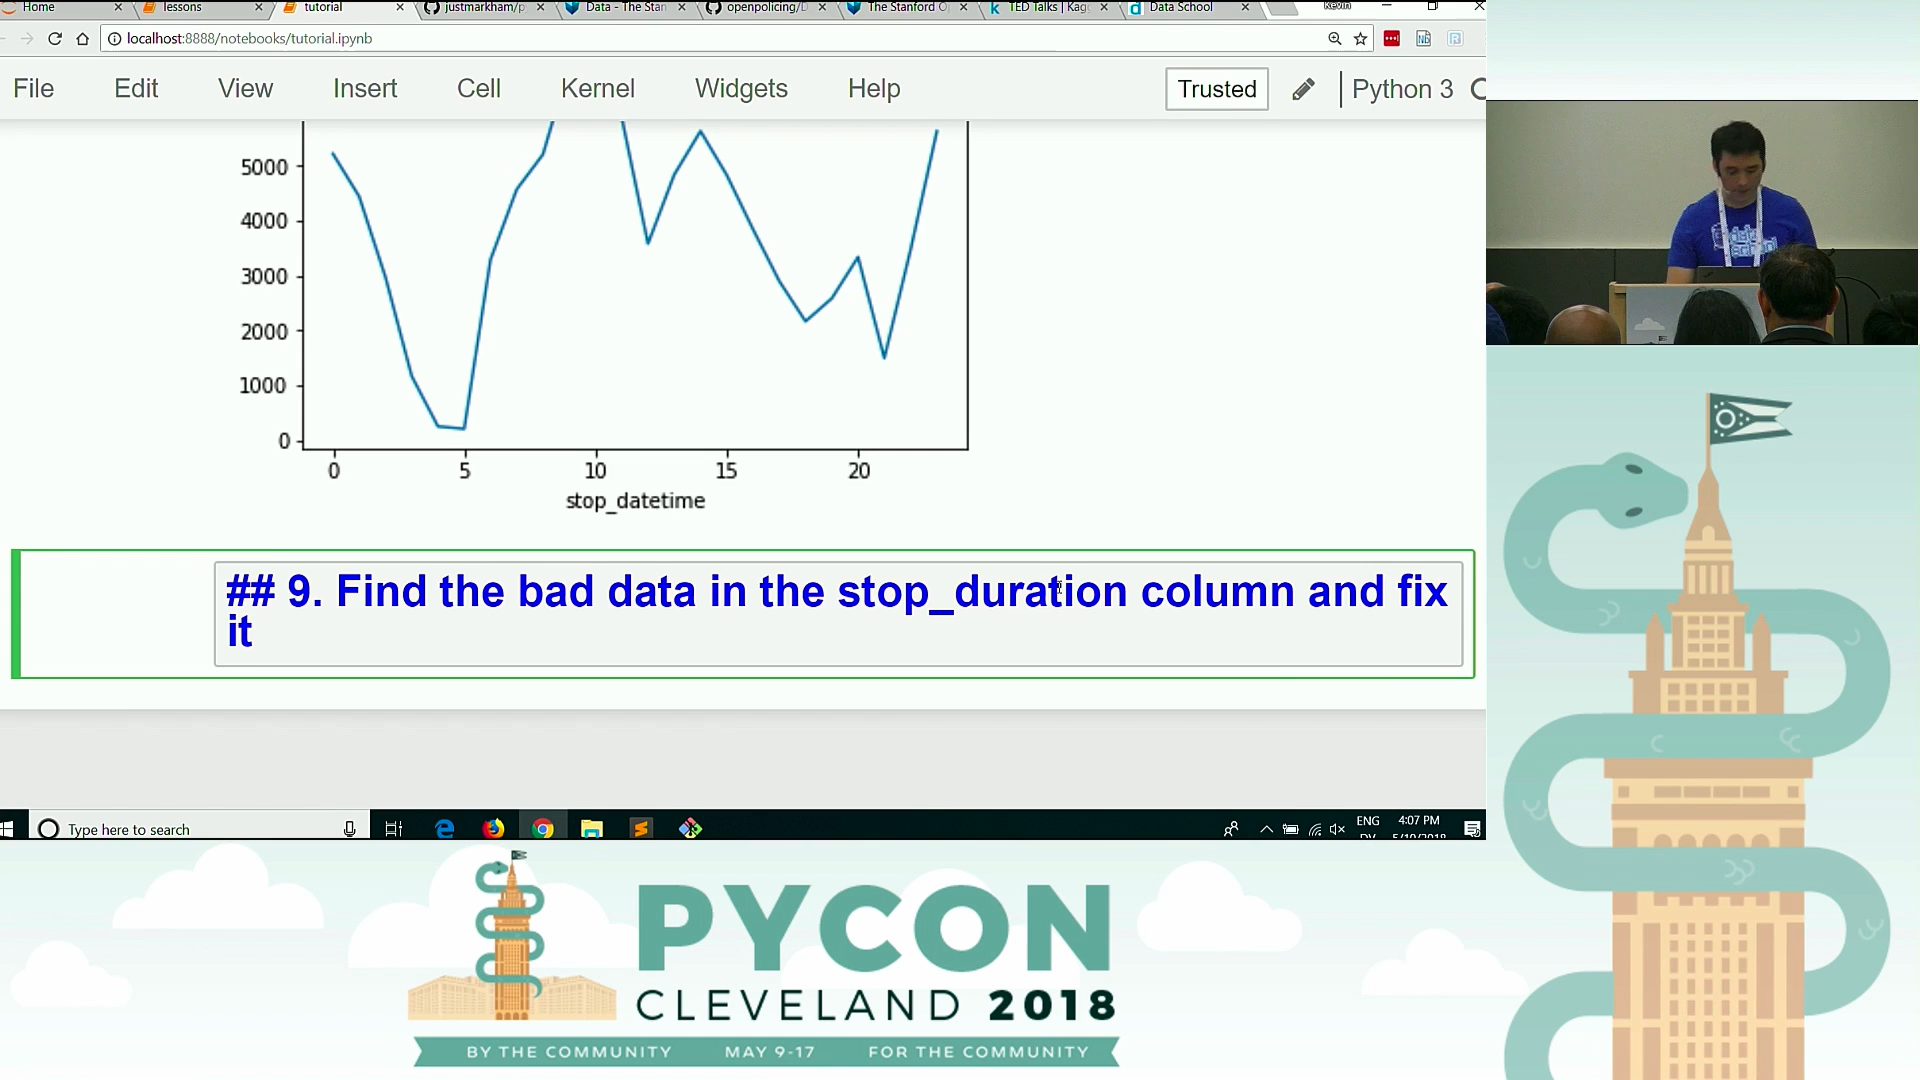 Home
lessons
tutorial
justmarkham/p
Data - The Stan
openpolicing/
The Stanford O
TED Talks | Kag
Data School
Kevin
localhost:8888/notebooks/tutorial.ipynb
File Edit View Insert Cell Kernel Widgets Help
Trusted
Python 3
5000
4000
3000
2000
1000
0
0 5 10 15 20
stop_datetime
## 9. Find the bad data in the stop_duration column and fix
it
Type here to search
ENG
4:07 PM
PYCON
CLEVELAND 2018
BY THE COMMUNITY MAY 9-17 FOR THE COMMUNITY